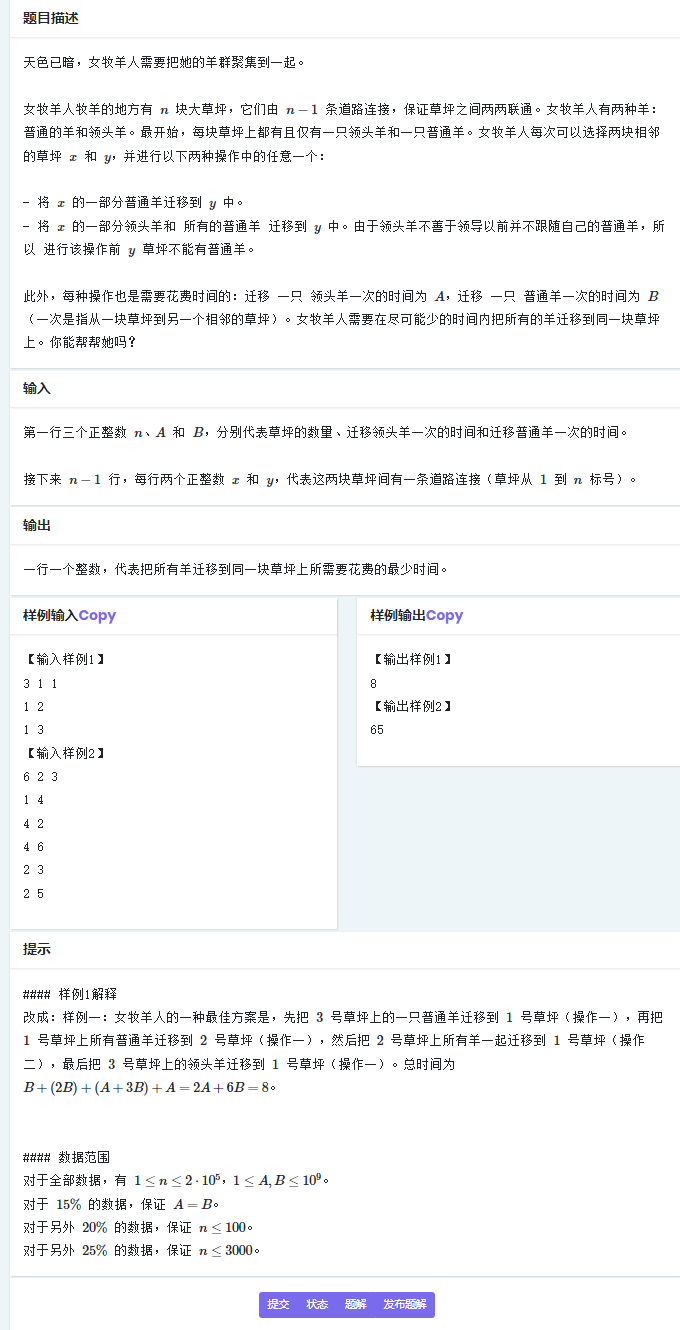 题目描述
天色已暗，女牧羊人需要把她的羊群聚集到一起。
女牧羊人牧羊的地方有 n 块大草坪，它们由 n − 1 条道路连接，保证草坪之间两两联通。女牧羊人有两种羊：
普通的羊和领头羊。最开始，每块草坪上都有且仅有一只领头羊和一只普通羊。女牧羊人每次可以选择两块相邻
的草坪 x 和 y，并进行以下两种操作中的任意一个：
- 将 x 的一部分普通羊迁移到 y 中。
- 将 x 的一部分领头羊和 所有的普通羊 迁移到 y 中。由于领头羊不善于领导以前并不跟随自己的普通羊，所
以 进行该操作前 y 草坪不能有普通羊。
此外，每种操作也是需要花费时间的：迁移 一只 领头羊一次的时间为 A，迁移 一只 普通羊一次的时间为 B
（一次是指从一块草坪到另一个相邻的草坪）。女牧羊人需要在尽可能少的时间内把所有的羊迁移到同一块草坪
上。你能帮帮她吗？
输入
第一行三个正整数 n、A 和 B，分别代表草坪的数量、迁移领头羊一次的时间和迁移普通羊一次的时间。
接下来 n − 1 行，每行两个正整数 x 和 y，代表这两块草坪间有一条道路连接（草坪从 1 到 n 标号）。
输出
一行一个整数，代表把所有羊迁移到同一块草坪上所需要花费的最少时间。
样例输入Copy
【输入样例1】
3 1 1
1 2
1 3
【输入样例2】
6 2 3
1 4
4 2
4 6
2 3
2 5
样例输出Copy
【输出样例1】
8
【输出样例2】
65
提示
#### 样例1解释
改成：样例一：女牧羊人的一种最佳方案是，先把 3 号草坪上的一只普通羊迁移到 1 号草坪（操作一），再把
1 号草坪上所有普通羊迁移到 2 号草坪（操作一），然后把 2 号草坪上所有羊一起迁移到 1 号草坪（操作
二），最后把 3 号草坪上的领头羊迁移到 1 号草坪（操作一）。总时间为
B + (2B) + (A + 3B) + A = 2A + 6B = 8。
#### 数据范围
对于全部数据，有 1 ≤ n ≤ 2 · 10⁵，1 ≤ A, B ≤ 10⁹。
对于 15% 的数据，保证 A = B。
对于另外 20% 的数据，保证 n ≤ 100。
对于另外 25% 的数据，保证 n ≤ 3000。
提交 状态 题解 发布题解